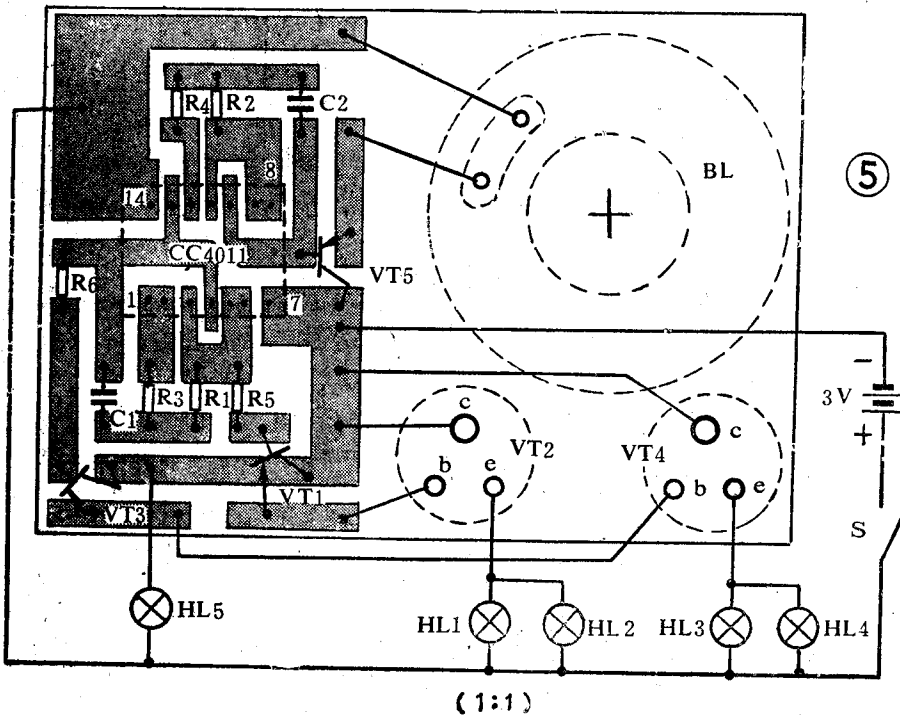 R4
R2
C2
BL
⑤
8
14
CC4011
VT5
R6
1
7
R3
R1
R5
C1
3V
−
+
c
VT2
b
e
VT4
c
b
e
VT1
VT3
S
HL5
HL1
HL2
HL3
HL4
(1:1)